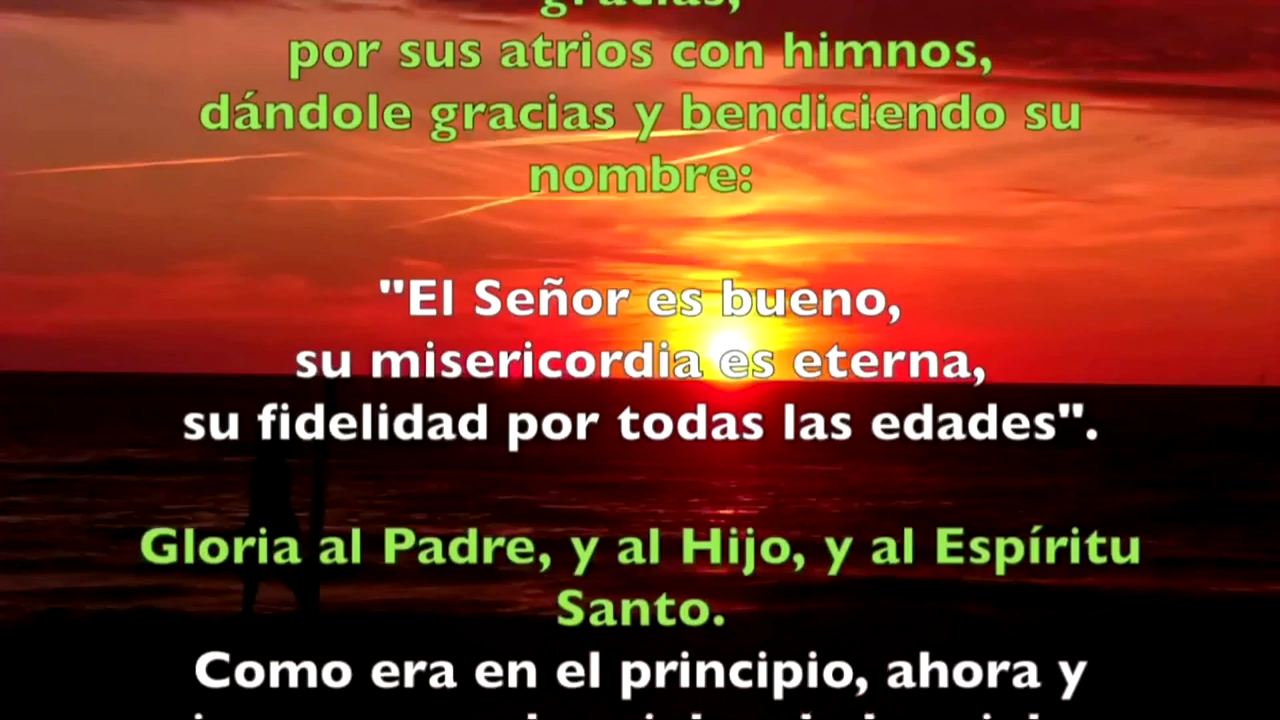 gracias,
por sus atrios con himnos,
dándole gracias y bendiciendo su
nombre:
"El Señor es bueno,
su misericordia es eterna,
su fidelidad por todas las edades".
Gloria al Padre, y al Hijo, y al Espíritu
Santo.
Como era en el principio, ahora y